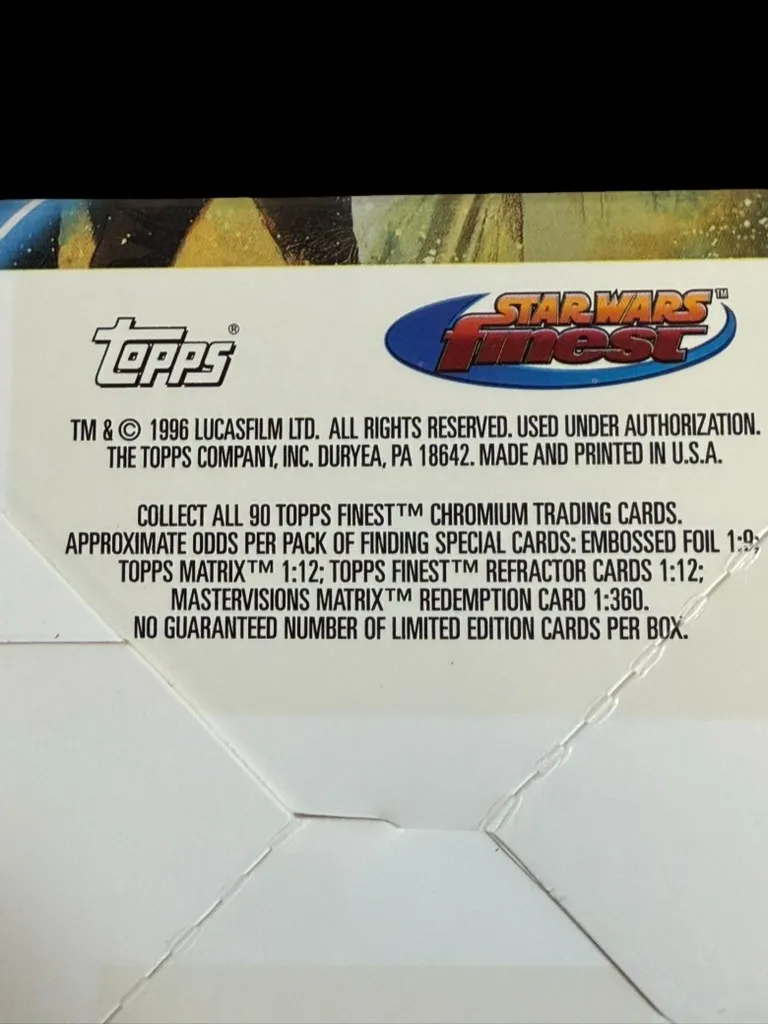 Topps®
STAR WARS™
finest
TM & © 1996 LUCASFILM LTD. ALL RIGHTS RESERVED. USED UNDER AUTHORIZATION.
THE TOPPS COMPANY, INC. DURYEA, PA 18642. MADE AND PRINTED IN U.S.A.
COLLECT ALL 90 TOPPS FINEST™ CHROMIUM TRADING CARDS.
APPROXIMATE ODDS PER PACK OF FINDING SPECIAL CARDS: EMBOSSED FOIL 1:9;
TOPPS MATRIX™ 1:12; TOPPS FINEST™ REFRACTOR CARDS 1:12;
MASTERVISIONS MATRIX™ REDEMPTION CARD 1:360.
NO GUARANTEED NUMBER OF LIMITED EDITION CARDS PER BOX.